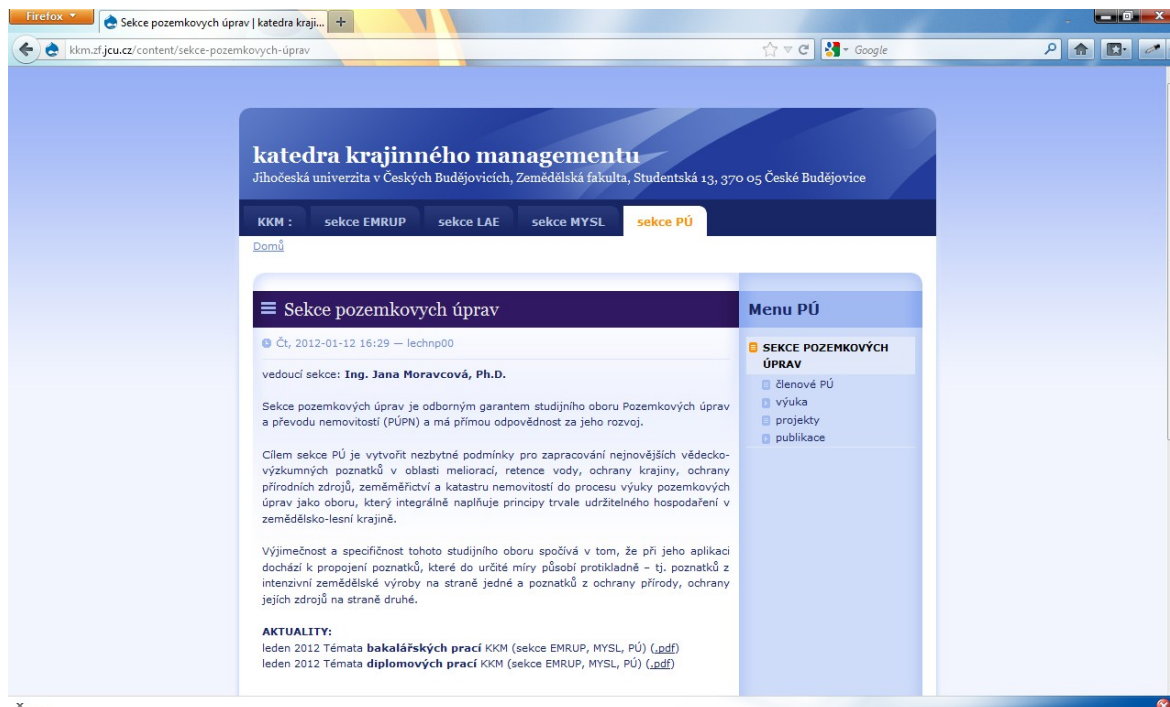 Firefox
Sekce pozemkovych úprav | katedra kraji...
kkm.zf.jcu.cz/content/sekce-pozemkovych-úprav
Google
katedra krajinného managementu
Jihočeská univerzita v Českých Budějovicích, Zemědělská fakulta, Studentská 13, 370 05 České Budějovice
KKM : sekce EMRUP sekce LAE sekce MYSL sekce PÚ
Domů
Sekce pozemkovych úprav
Čt, 2012-01-12 16:29 — lechnp00
vedoucí sekce: Ing. Jana Moravcová, Ph.D.
Sekce pozemkových úprav je odborným garantem studijního oboru Pozemkových úprav
a převodu nemovitostí (PÚPN) a má přímou odpovědnost za jeho rozvoj.
Cílem sekce PÚ je vytvořit nezbytné podmínky pro zapracování nejnovějších vědecko-
výzkumných poznatků v oblasti meliorací, retence vody, ochrany krajiny, ochrany
přírodních zdrojů, zeměměřictví a katastru nemovitostí do procesu výuky pozemkových
úprav jako oboru, který integrálně naplňuje principy trvale udržitelného hospodaření v
zemědělsko-lesní krajině.
Výjimečnost a specifičnost tohoto studijního oboru spočívá v tom, že při jeho aplikaci
dochází k propojení poznatků, které do určité míry působí protikladně – tj. poznatků z
intenzivní zemědělské výroby na straně jedné a poznatků z ochrany přírody, ochrany
jejích zdrojů na straně druhé.
AKTUALITY:
leden 2012 Témata bakalářských prací KKM (sekce EMRUP, MYSL, PÚ) (.pdf)
leden 2012 Témata diplomových prací KKM (sekce EMRUP, MYSL, PÚ) (.pdf)
Menu PÚ
SEKCE POZEMKOVÝCH
ÚPRAV
členové PÚ
výuka
projekty
publikace